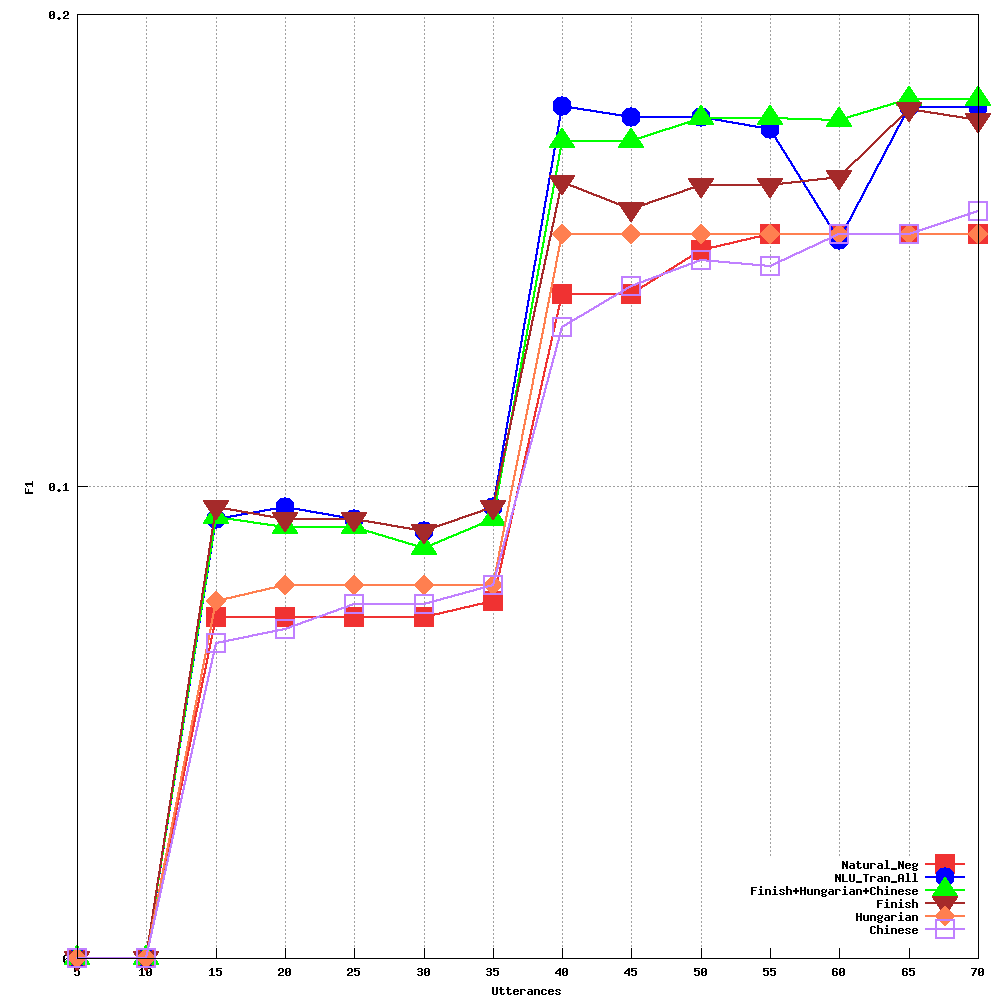 0.2
F1
0.1
0
5 10 15 20 25 30 35 40 45 50 55 60 65 70
Utterances
Natural_Neg
NLU_Tran_All
Finish+Hungarian+Chinese
Finish
Hungarian
Chinese